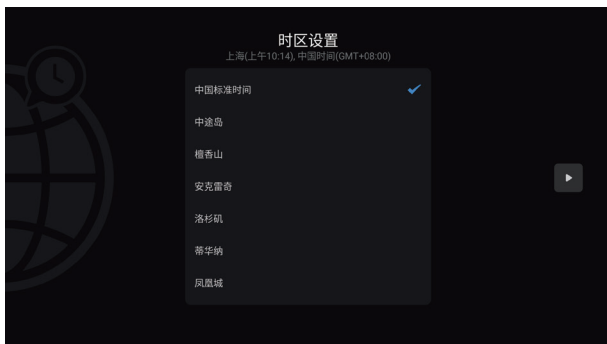 时区设置
上海(上午10:14), 中国时间(GMT+08:00)
中国标准时间
中途岛
檀香山
安克雷奇
洛杉矶
蒂华纳
凤凰城